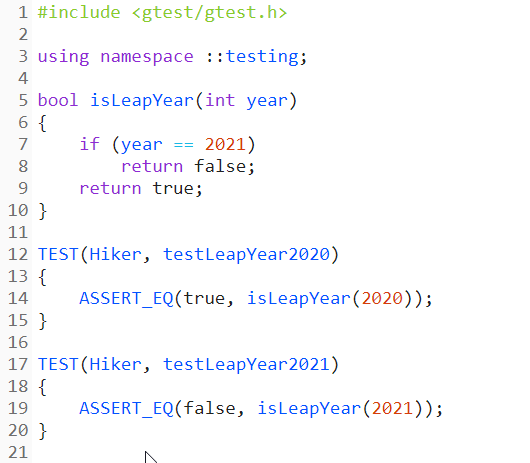 1 #include <gtest/gtest.h>
2
3 using namespace ::testing;
4
5 bool isLeapYear(int year)
6 {
7     if (year == 2021)
8         return false;
9     return true;
10 }
11
12 TEST(Hiker, testLeapYear2020)
13 {
14     ASSERT_EQ(true, isLeapYear(2020));
15 }
16
17 TEST(Hiker, testLeapYear2021)
18 {
19     ASSERT_EQ(false, isLeapYear(2021));
20 }
21